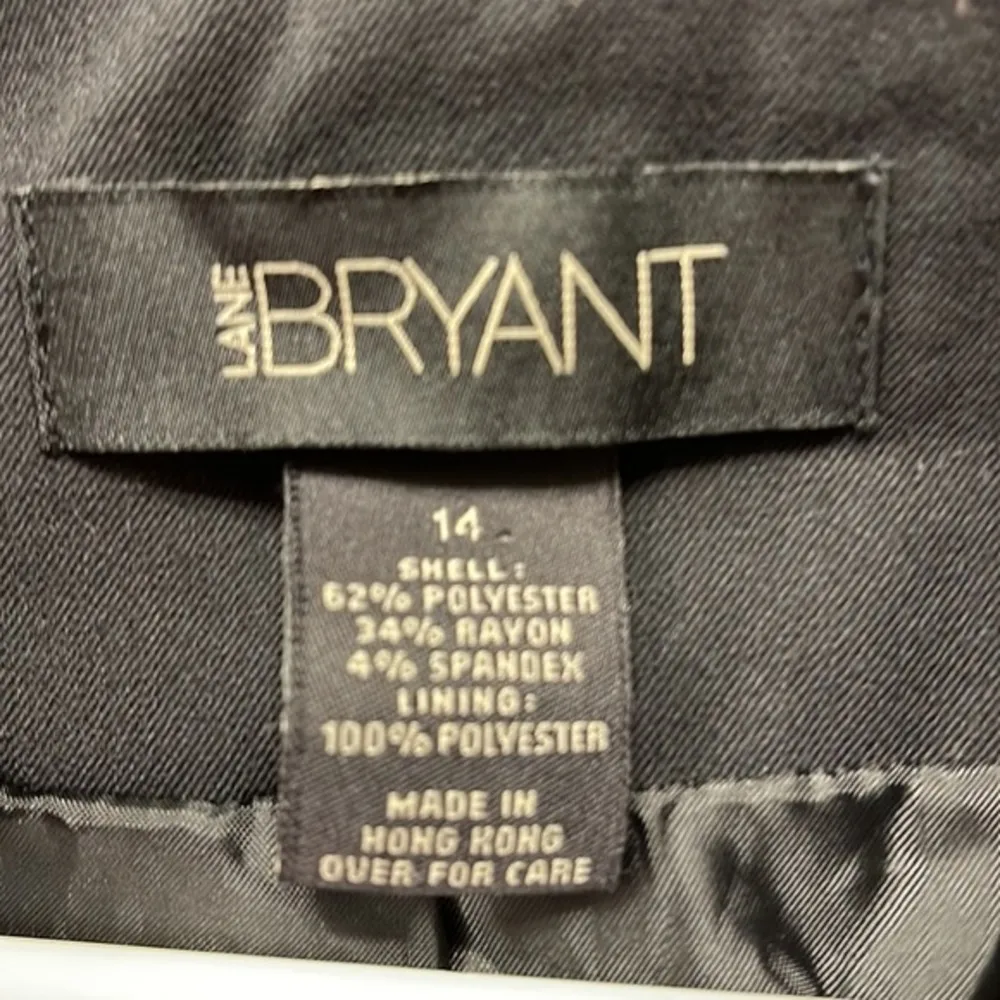 LANE BRYANT
14
SHELL:
62% POLYESTER
34% RAYON
4% SPANDEX
LINING:
100% POLYESTER
MADE IN
HONG KONG
OVER FOR CARE